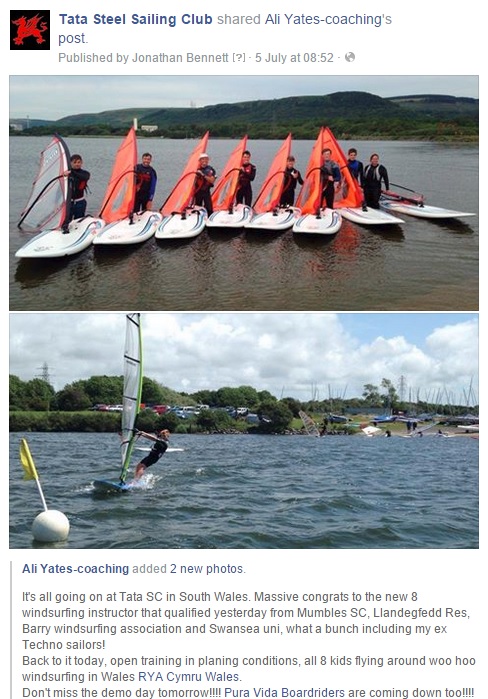 Tata Steel Sailing Club shared Ali Yates-coaching's
post.
Published by Jonathan Bennett [?] · 5 July at 08:52 ·
Ali Yates-coaching added 2 new photos.
It's all going on at Tata SC in South Wales. Massive congrats to the new 8
windsurfing instructor that qualified yesterday from Mumbles SC, Llandegfedd Res,
Barry windsurfing association and Swansea uni, what a bunch including my ex
Techno sailors!
Back to it today, open training in planing conditions, all 8 kids flying around woo hoo
windsurfing in Wales RYA Cymru Wales.
Don't miss the demo day tomorrow!!!! Pura Vida Boardriders are coming down too!!!!